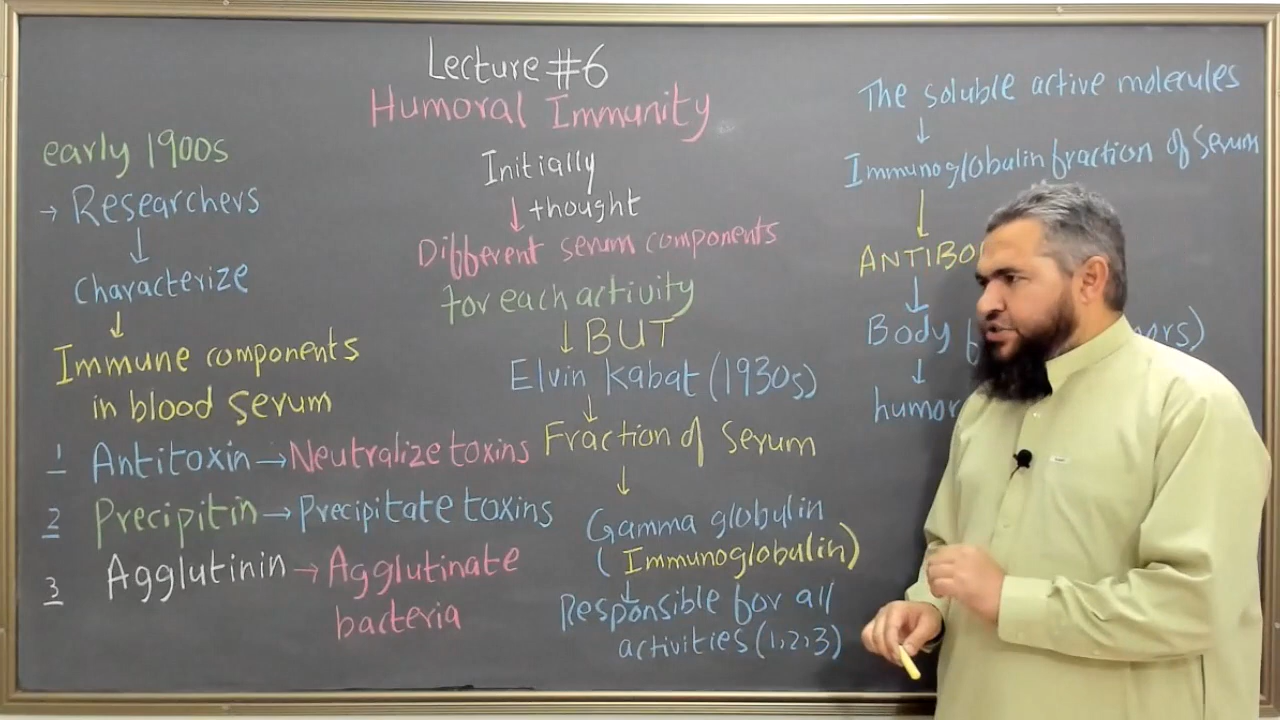 Lecture #6
Humoral Immunity
early 1900s
→ Researchers
↓
Characterize
↓
Immune components
in blood serum
1 Antitoxin → Neutralize toxins
2 Precipitin → Precipitate toxins
3 Agglutinin → Agglutinate
bacteria
Initially
↓ thought
Different serum components
for each activity
↓ BUT
Elvin Kabat (1930s)
↓
Fraction of serum
↓
Gamma globulin
(Immunoglobulin)
↓
Responsible for all
activities (1,2,3)
The soluble active molecules
↓
Immunoglobulin fraction of serum
↓
ANTIBO
↓
Body
↓
humor